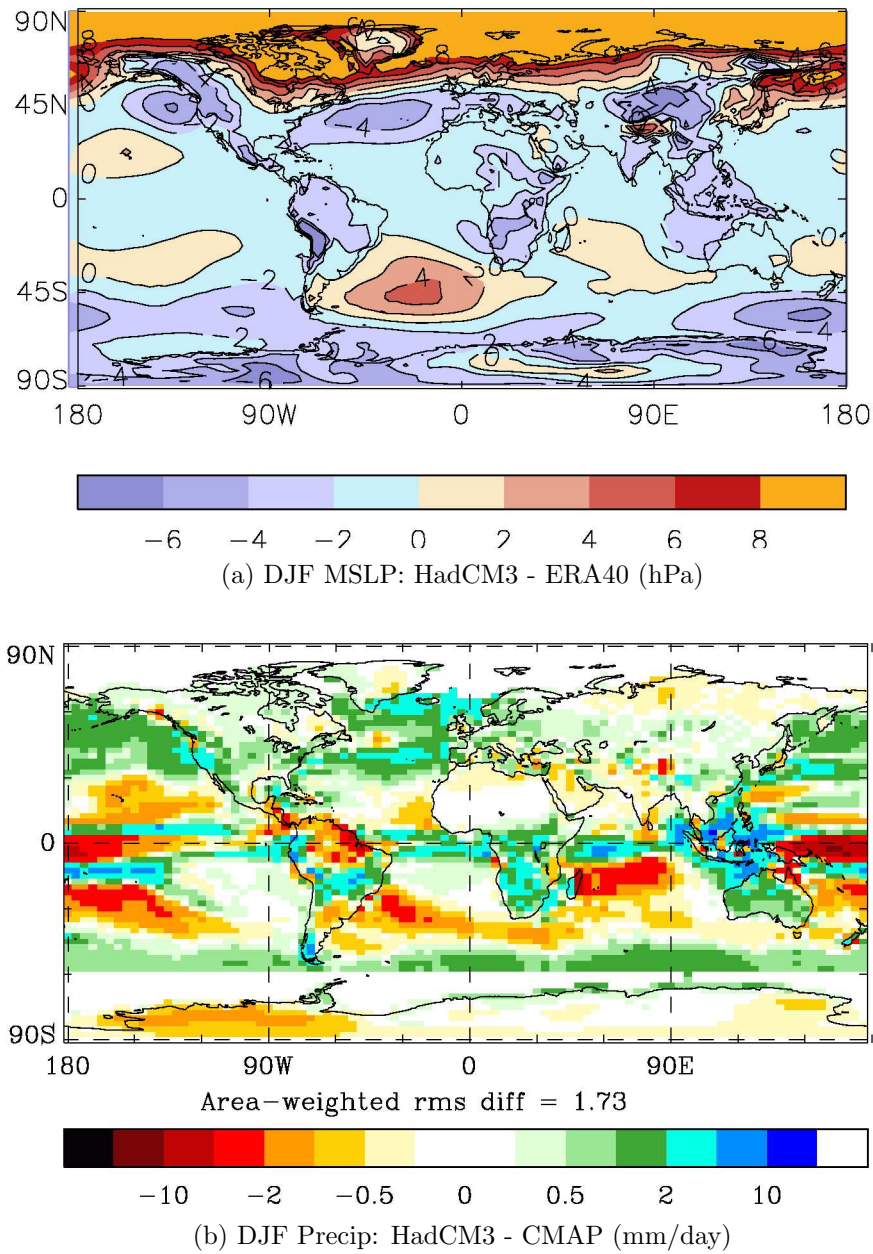 90N
45N
0
45S
90S
180 90W 0 90E 180
−6 −4 −2 0 2 4 6 8
(a) DJF MSLP: HadCM3 - ERA40 (hPa)
90N
0
90S
180 90W 0 90E
Area−weighted rms diff = 1.73
−10 −2 −0.5 0 0.5 2 10
(b) DJF Precip: HadCM3 - CMAP (mm/day)